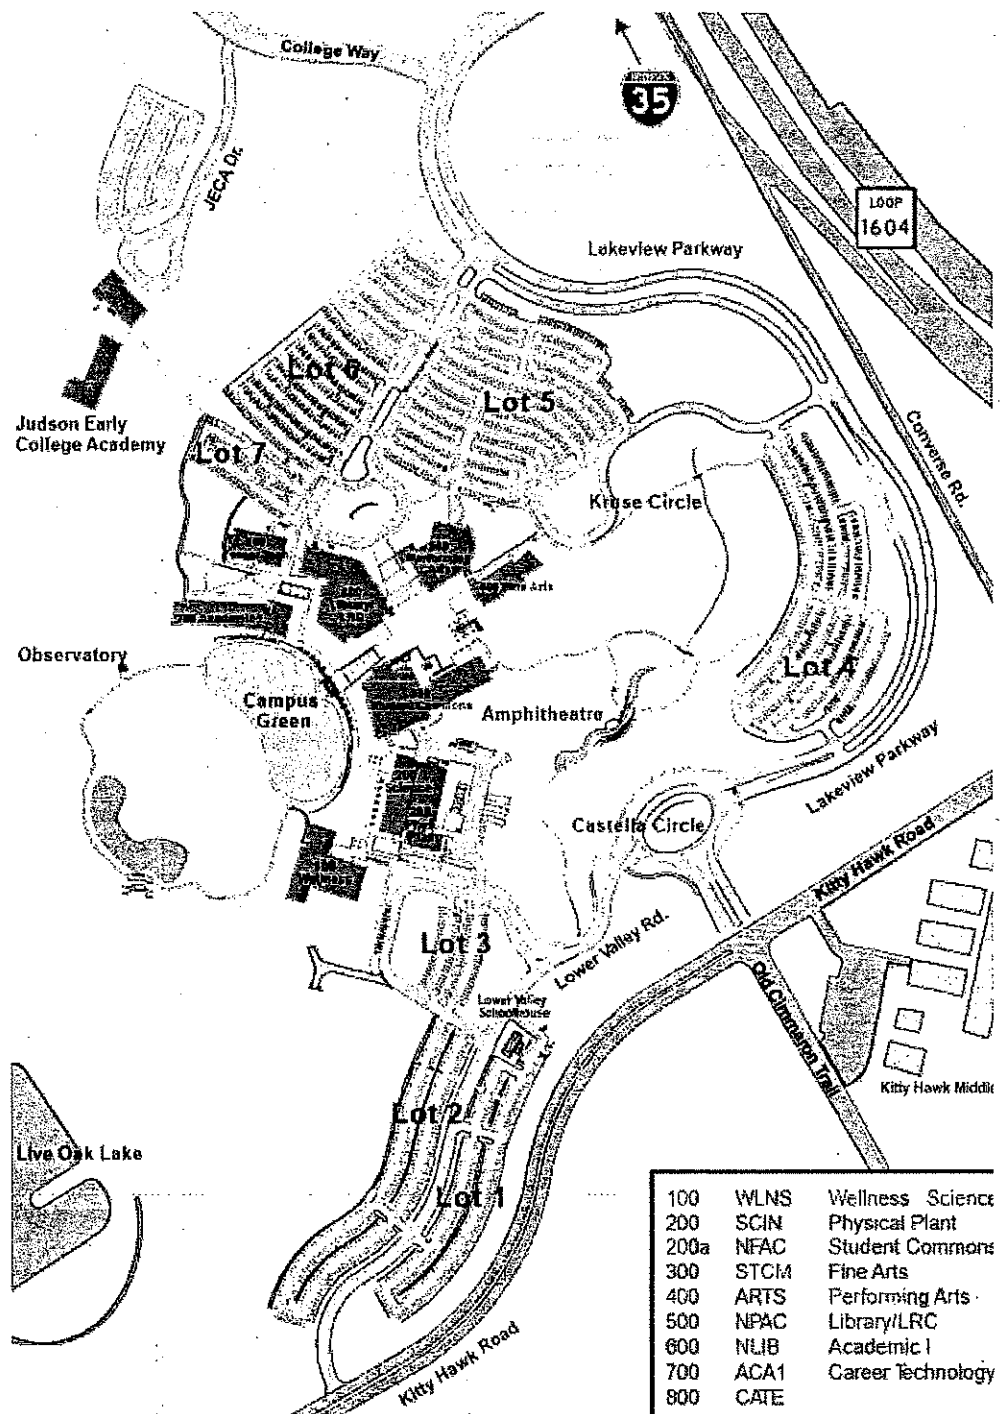 College Way
35
JECA Dr.
LOOP
1604
Lakeview Parkway
Lot 6
Lot 5
Judson Early
College Academy
Lot 7
Converse Rd.
Kruse Circle
Arts
Observatory
Campus
Green
Lot 4
Commons
Amphitheatre
Lakeview Parkway
Castella Circle
Kitty Hawk Road
Lot 3
Lower Valley Rd.
Lower Valley
Schoolhouse
Old Cimmaron Trail
Kitty Hawk Middle
Lot 2
Live Oak Lake
Lot 1
Kitty Hawk Road
100 WLNS Wellness Science
200 SCIN Physical Plant
200a NFAC Student Commons
300 STCM Fine Arts
400 ARTS Performing Arts
500 NPAC Library/LRC
600 NLIB Academic I
700 ACA1 Career Technology
800 CATE